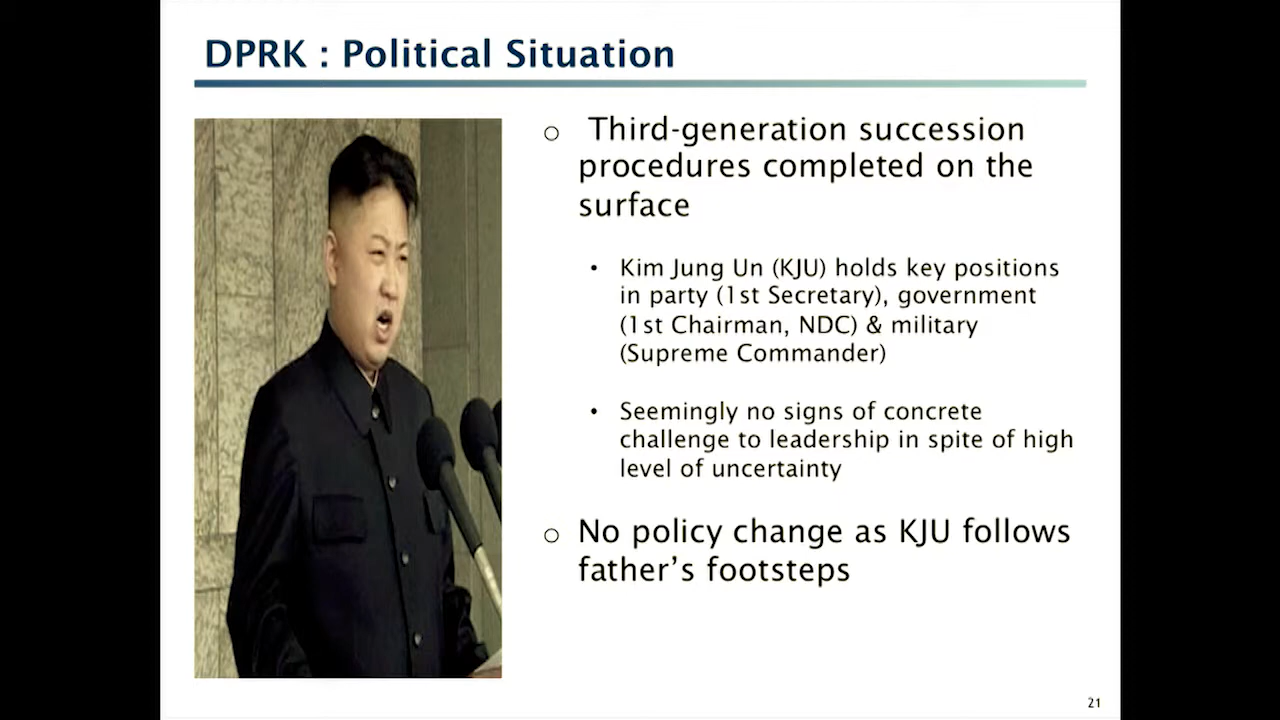 DPRK : Political Situation
○ Third-generation succession
procedures completed on the
surface
• Kim Jung Un (KJU) holds key positions
in party (1st Secretary), government
(1st Chairman, NDC) & military
(Supreme Commander)
• Seemingly no signs of concrete
challenge to leadership in spite of high
level of uncertainty
○ No policy change as KJU follows
father’s footsteps
21